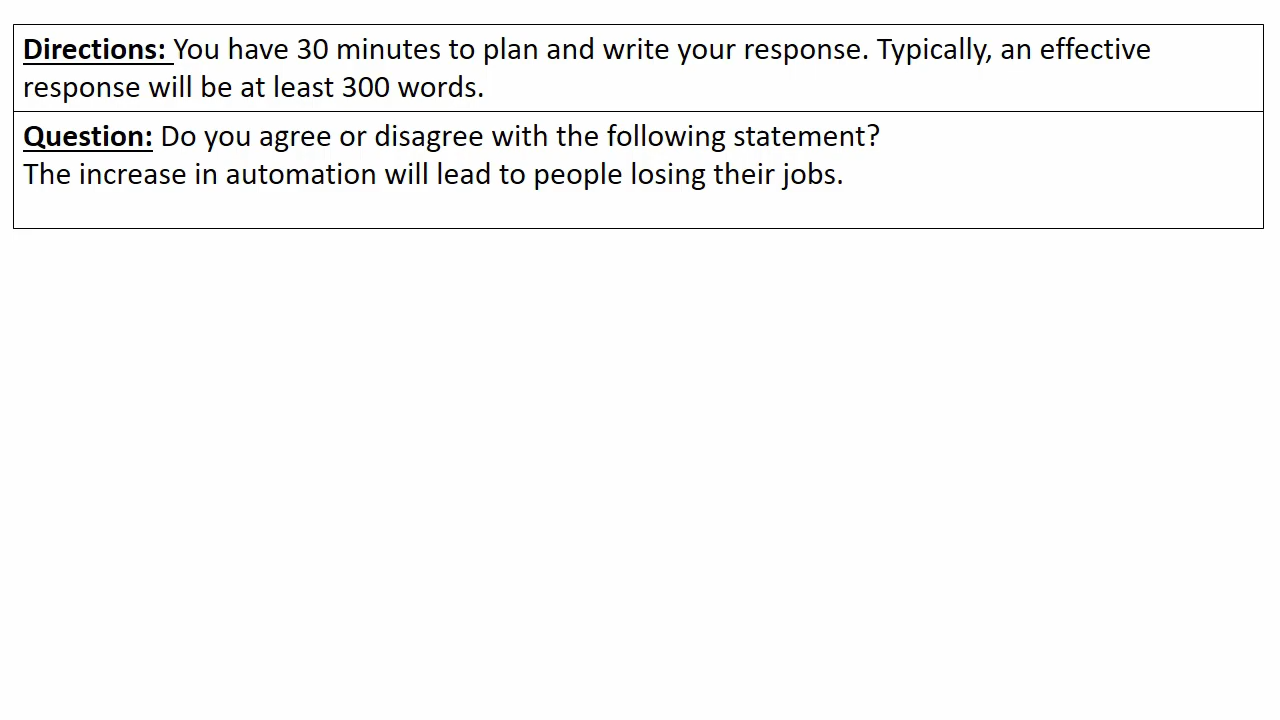 Directions: You have 30 minutes to plan and write your response. Typically, an effective
response will be at least 300 words.
Question: Do you agree or disagree with the following statement?
The increase in automation will lead to people losing their jobs.